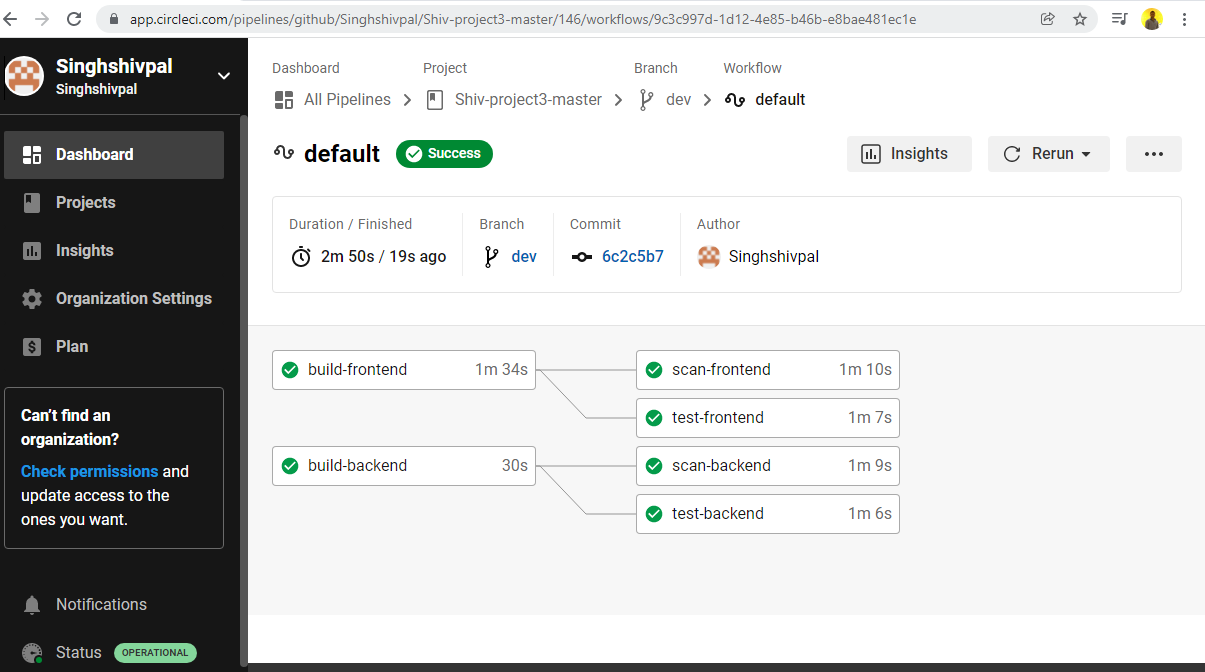 app.circleci.com/pipelines/github/Singhshivpal/Shiv-project3-master/146/workflows/9c3c997d-1d12-4e85-b46b-e8bae481ec1e
Singhshivpal
Singhshivpal
Dashboard
Projects
Insights
Organization Settings
Plan
Can't find an
organization?
Check permissions and
update access to the
ones you want.
Notifications
Status OPERATIONAL
Dashboard Project Branch Workflow
All Pipelines Shiv-project3-master dev default
default Success Insights Rerun
Duration / Finished Branch Commit Author
2m 50s / 19s ago dev 6c2c5b7 Singhshivpal
build-frontend 1m 34s scan-frontend 1m 10s
test-frontend 1m 7s
build-backend 30s scan-backend 1m 9s
test-backend 1m 6s